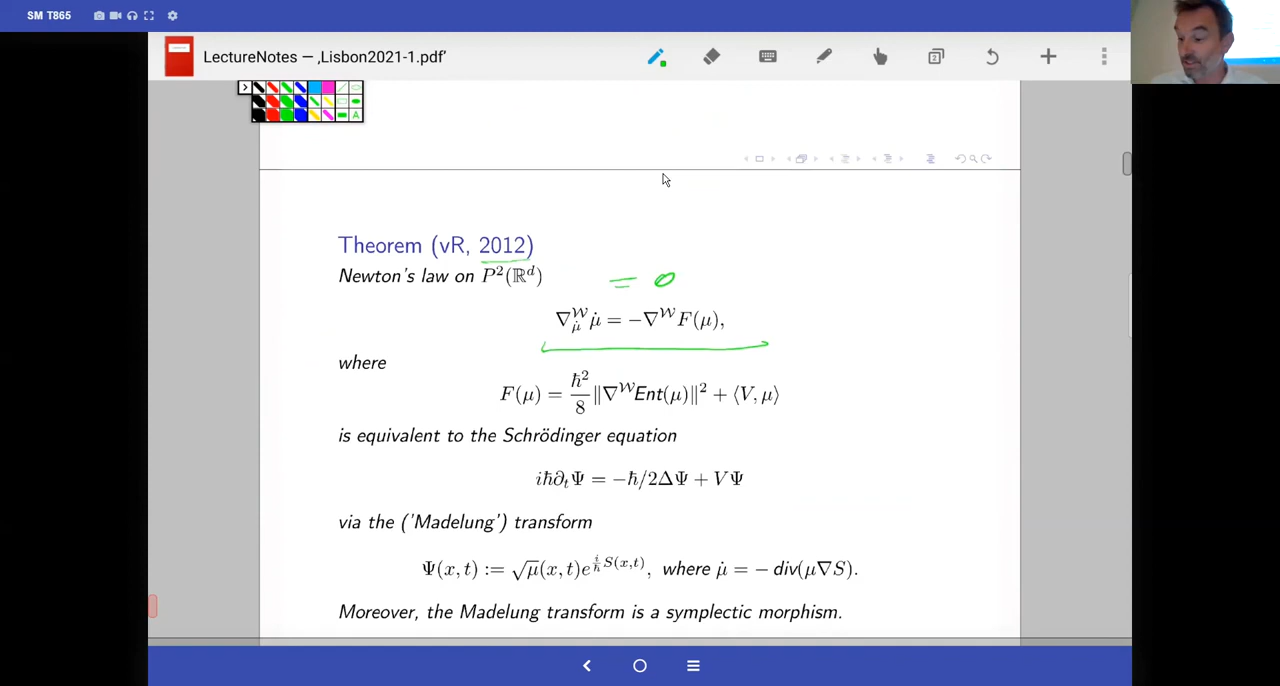 SM T865
LectureNotes – ‚Lisbon2021-1.pdf'
A
2
Theorem (vR, 2012)
Newton's law on P²(ℝᵈ)
= 0
∇^𝒲_μ̇ μ̇ = −∇^𝒲 F(μ),
where
F(μ) = ℏ²/8 ‖∇^𝒲 Ent(μ)‖² + ⟨V, μ⟩
is equivalent to the Schrödinger equation
iℏ∂ₜΨ = −ℏ/2ΔΨ + VΨ
via the ('Madelung') transform
Ψ(x, t) := √μ(x, t)e^{i/ℏ S(x,t)}, where μ̇ = − div(μ∇S).
Moreover, the Madelung transform is a symplectic morphism.